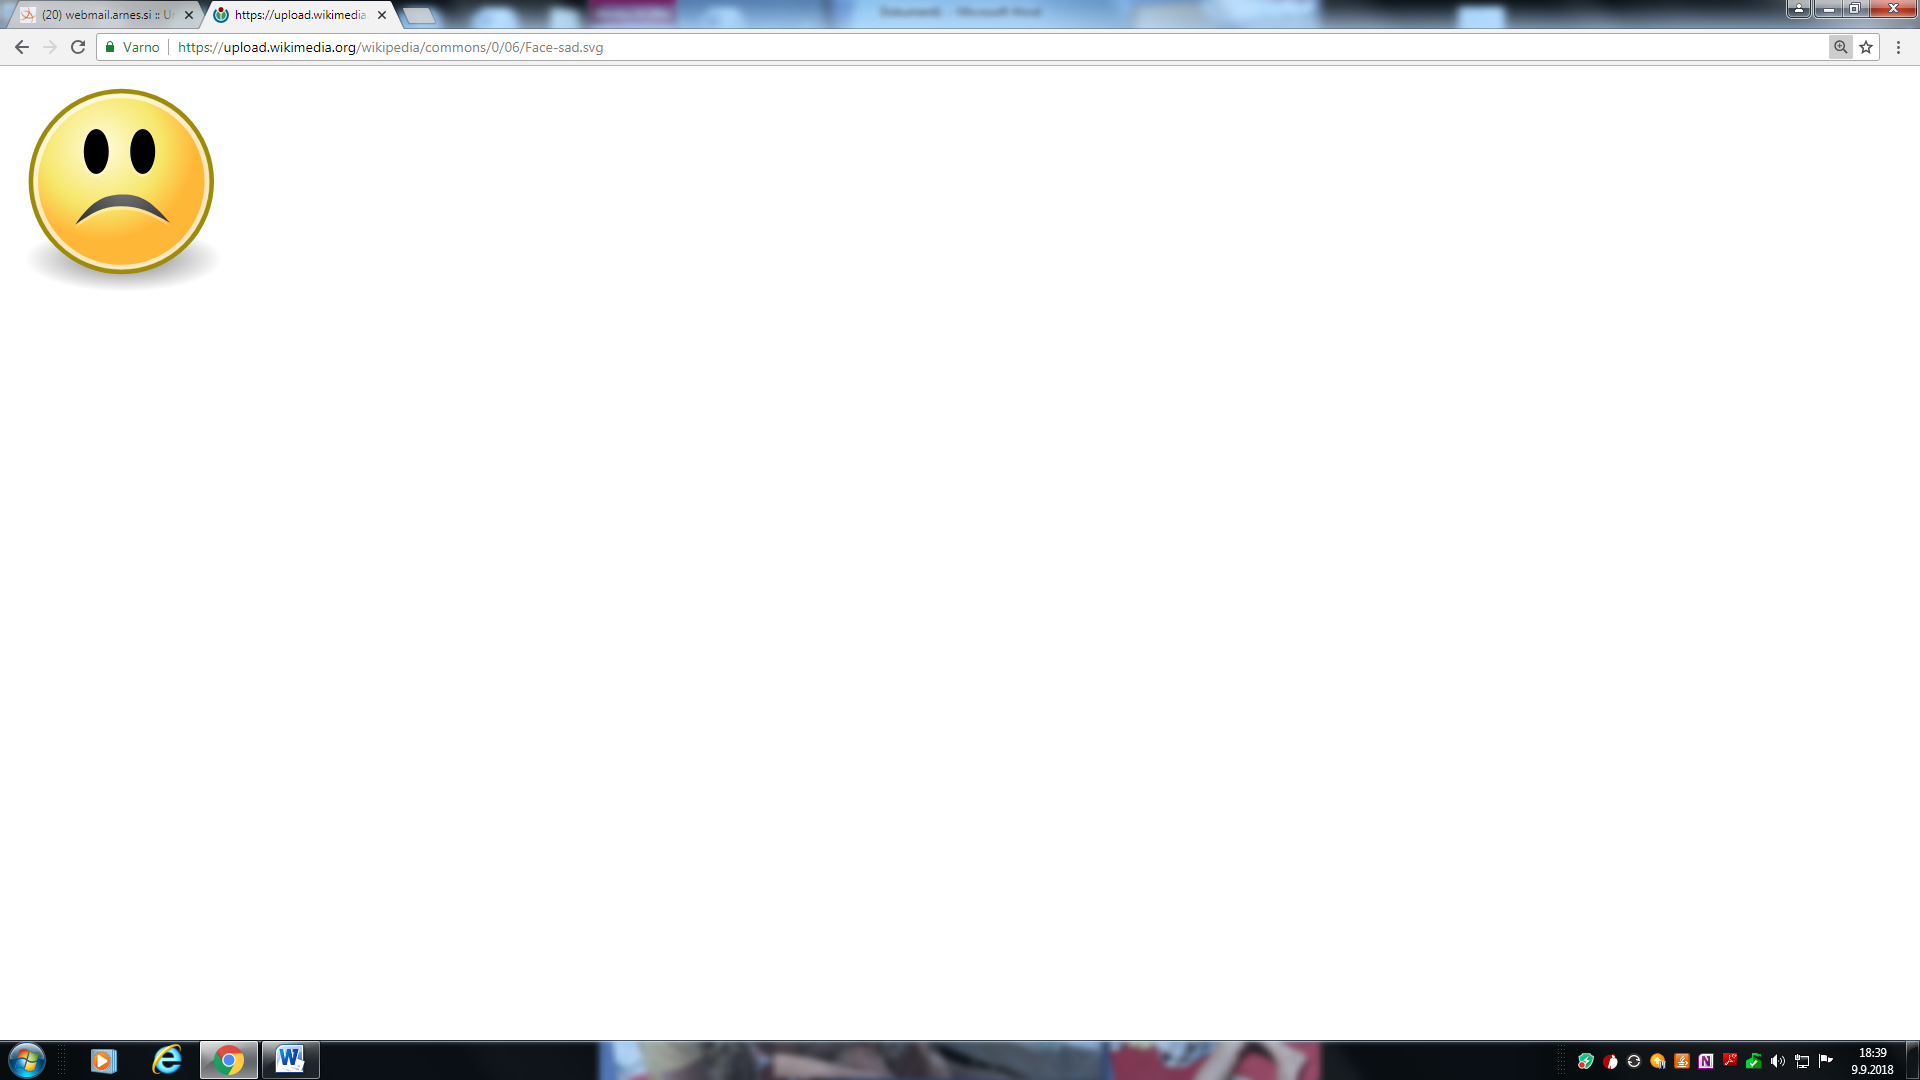 (20) webmail.arnes.si :: Ur
https://upload.wikimedia.
Varno
https://upload.wikimedia.org/wikipedia/commons/0/06/Face-sad.svg
18:39
9.9.2018